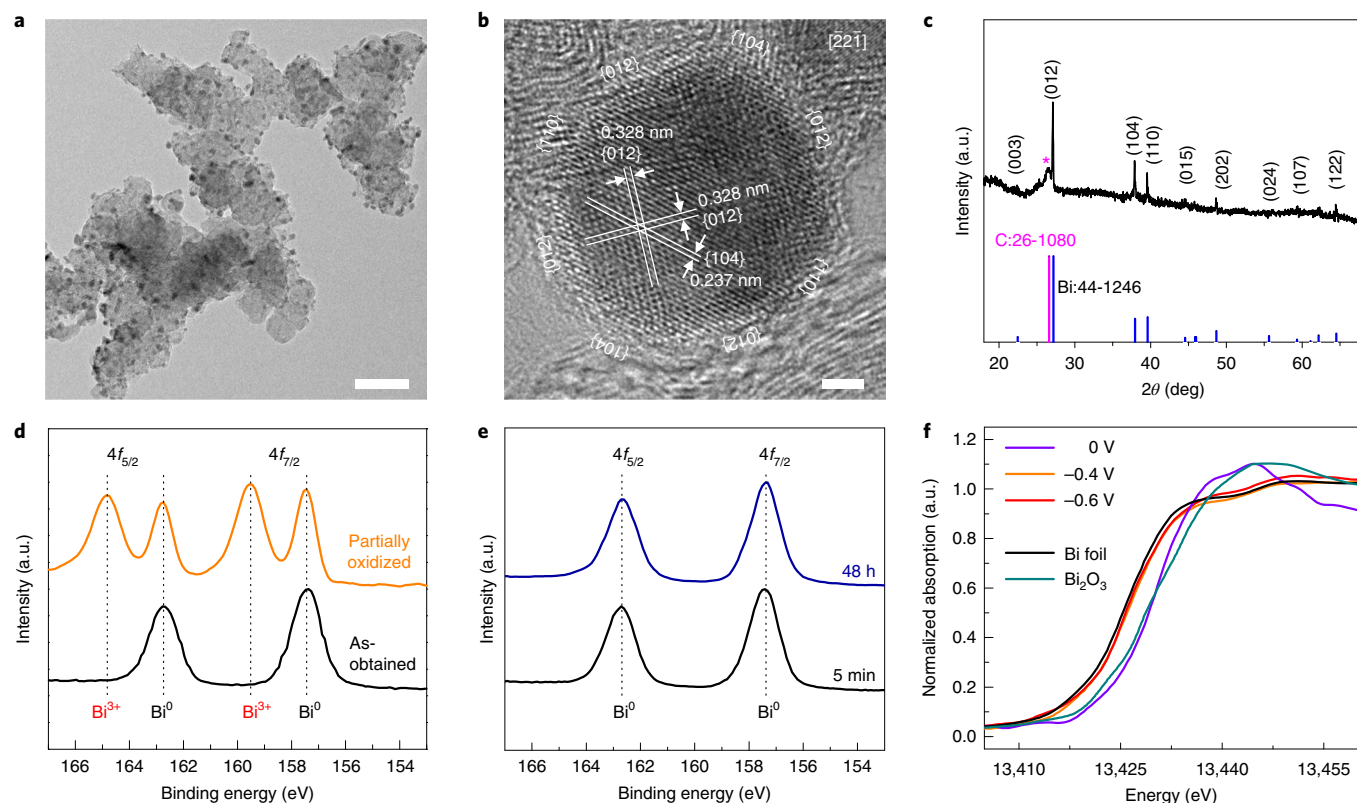 a
b
c
{012}
{104}
[2̄21̄]
{104}
{012}
0.328 nm
{012}
0.328 nm
{012}
{104}
0.237 nm
{012}
{110}
{104}
{012}
Intensity (a.u.)
(003)
*
(012)
(104)
(110)
(015)
(202)
(024)
(107)
(122)
C:26-1080
Bi:44-1246
20 30 40 50 60
2θ (deg)
d
e
f
4f5/2 4f7/2
Intensity (a.u.)
Partially
oxidized
As-
obtained
Bi³⁺ Bi⁰ Bi³⁺ Bi⁰
166 164 162 160 158 156 154
Binding energy (eV)
4f5/2 4f7/2
Intensity (a.u.)
48 h
5 min
Bi⁰ Bi⁰
166 164 162 160 158 156 154
Binding energy (eV)
Normalized absorption (a.u.)
1.2
1.0
0.8
0.6
0.4
0.2
0.0
0 V
–0.4 V
–0.6 V
Bi foil
Bi₂O₃
13,410 13,425 13,440 13,455
Energy (eV)